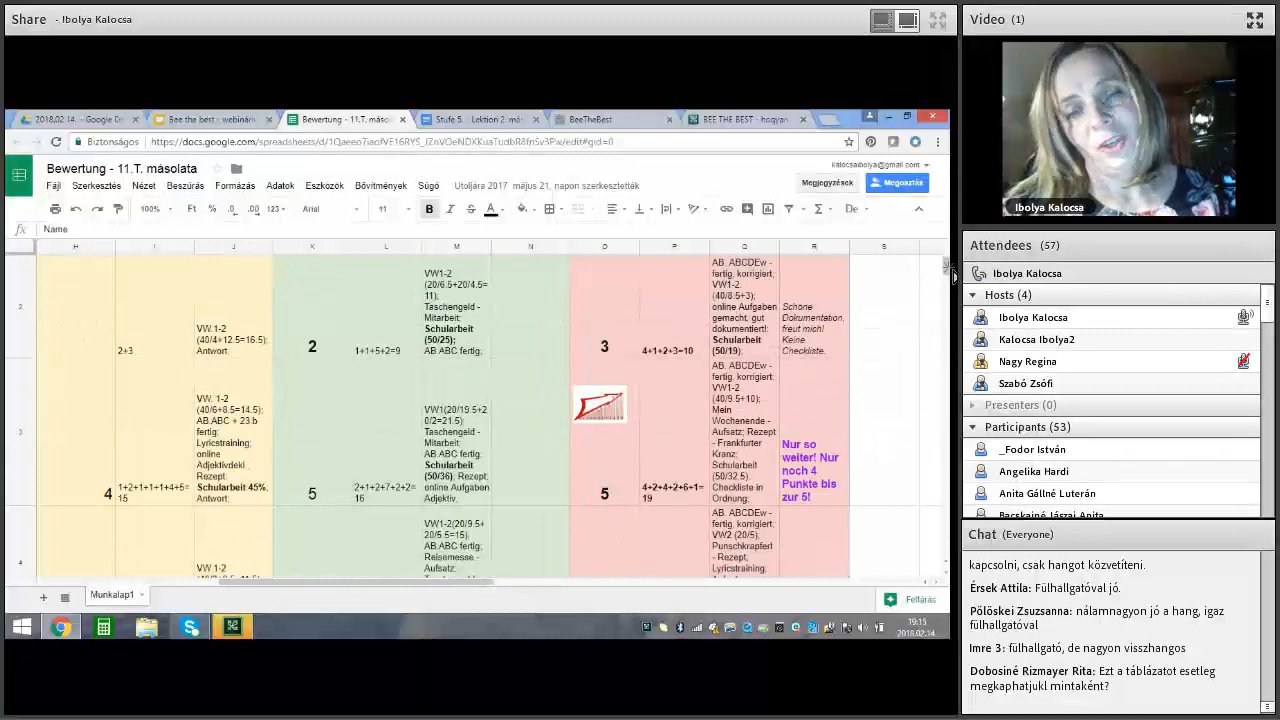 Share - Ibolya Kalocsa
Video (1)
Ibolya Kalocsa
2018.02.14. - Google D
Bee the best - webinári
Bewertung - 11.T. máso
Stufe 5. Lektion 2. má
BeeTheBest
BEE THE BEST - hogyan
Biztonságos
Bewertung - 11.T. másolata
kalocsaibolya@gmail.com
Fájl Szerkesztés Nézet Beszúrás Formázás Adatok Eszközök Bővítmények Súgó Utoljára 2017 május 21. napon szerkesztették
Megjegyzések
Megosztás
100% Ft % .0 .00 123 Arial 11 B I S A
fx Name
H I J K L M N O P Q R S
2
2+3
VW.1-2
(40/4+12.5=16.5);
Antwort
2
1+1+5+2=9
VW1-2
(20/6.5+20/4.5=
11);
Taschengeld -
Mitarbeit;
Schularbeit
(50/25);
AB.ABC fertig;
3
4+1+2+3=10
AB. ABCDEw -
fertig, korrigiert;
VW1-2.
(40/8.5+3);
online Aufgaben
gemacht, gut
dokumentiert!;
Schularbeit
(50/19);
Schöne
Dokumentation,
freut mich!
Keine
Checkliste.
3
4
1+2+1+1+1+4+5=
15
VW. 1-2
(40/6+8.5=14.5);
AB.ABC + 23.b
fertig;
Lyricstraining;
online
Adjektivdekl.,
Rezept
Schularbeit 45%,
Antwort;
5
2+1+2+7+2+2=
16
VW1(20/19.5+2
0/2=21.5);
Taschengeld -
Mitarbeit;
Schularbeit
(50/36), Rezept;
online Aufgaben
Adjektiv,
5
4+2+4+2+6+1=
19
AB. ABCDEw -
fertig, korrigiert;
VW1-2
(40/9.5+10);
Mein
Wochenende -
Aufsatz; Rezept
- Frankfurter
Kranz;
Schularbeit
(50/32.5).
Checkliste in
Ordnung;
Nur so
weiter! Nur
noch 4
Punkte bis
zur 5!
4
VW 1-2
VW1-2(20/9.5+
20/5.5=15);
AB.ABC fertig;
Reisemesse -
Aufsatz;
AB. ABCDEw -
fertig, korrigiert;
VW2 (20/5);
Punschkrapferl
- Rezept,
Lyricstraining,
Munkalap1
Feltárás
19:15
2018.02.14.
Attendees (57)
Ibolya Kalocsa
Hosts (4)
Ibolya Kalocsa
Kalocsa Ibolya2
Nagy Regina
Szabó Zsófi
Presenters (0)
Participants (53)
_Fodor István
Angelika Hardi
Anita Gállné Luterán
Bacskainé Jászai Anita
Chat (Everyone)
kapcsolni, csak hangot közvetíteni.
Érsek Attila: Fülhallgatóval jó.
Pölöskei Zsuzsanna: nálamnagyon jó a hang, igaz
fülhallgatóval
Imre 3: fülhallgató, de nagyon visszhangos
Dobosiné Rizmayer Rita: Ezt a táblázatot esetleg
megkaphatjukl mintaként?